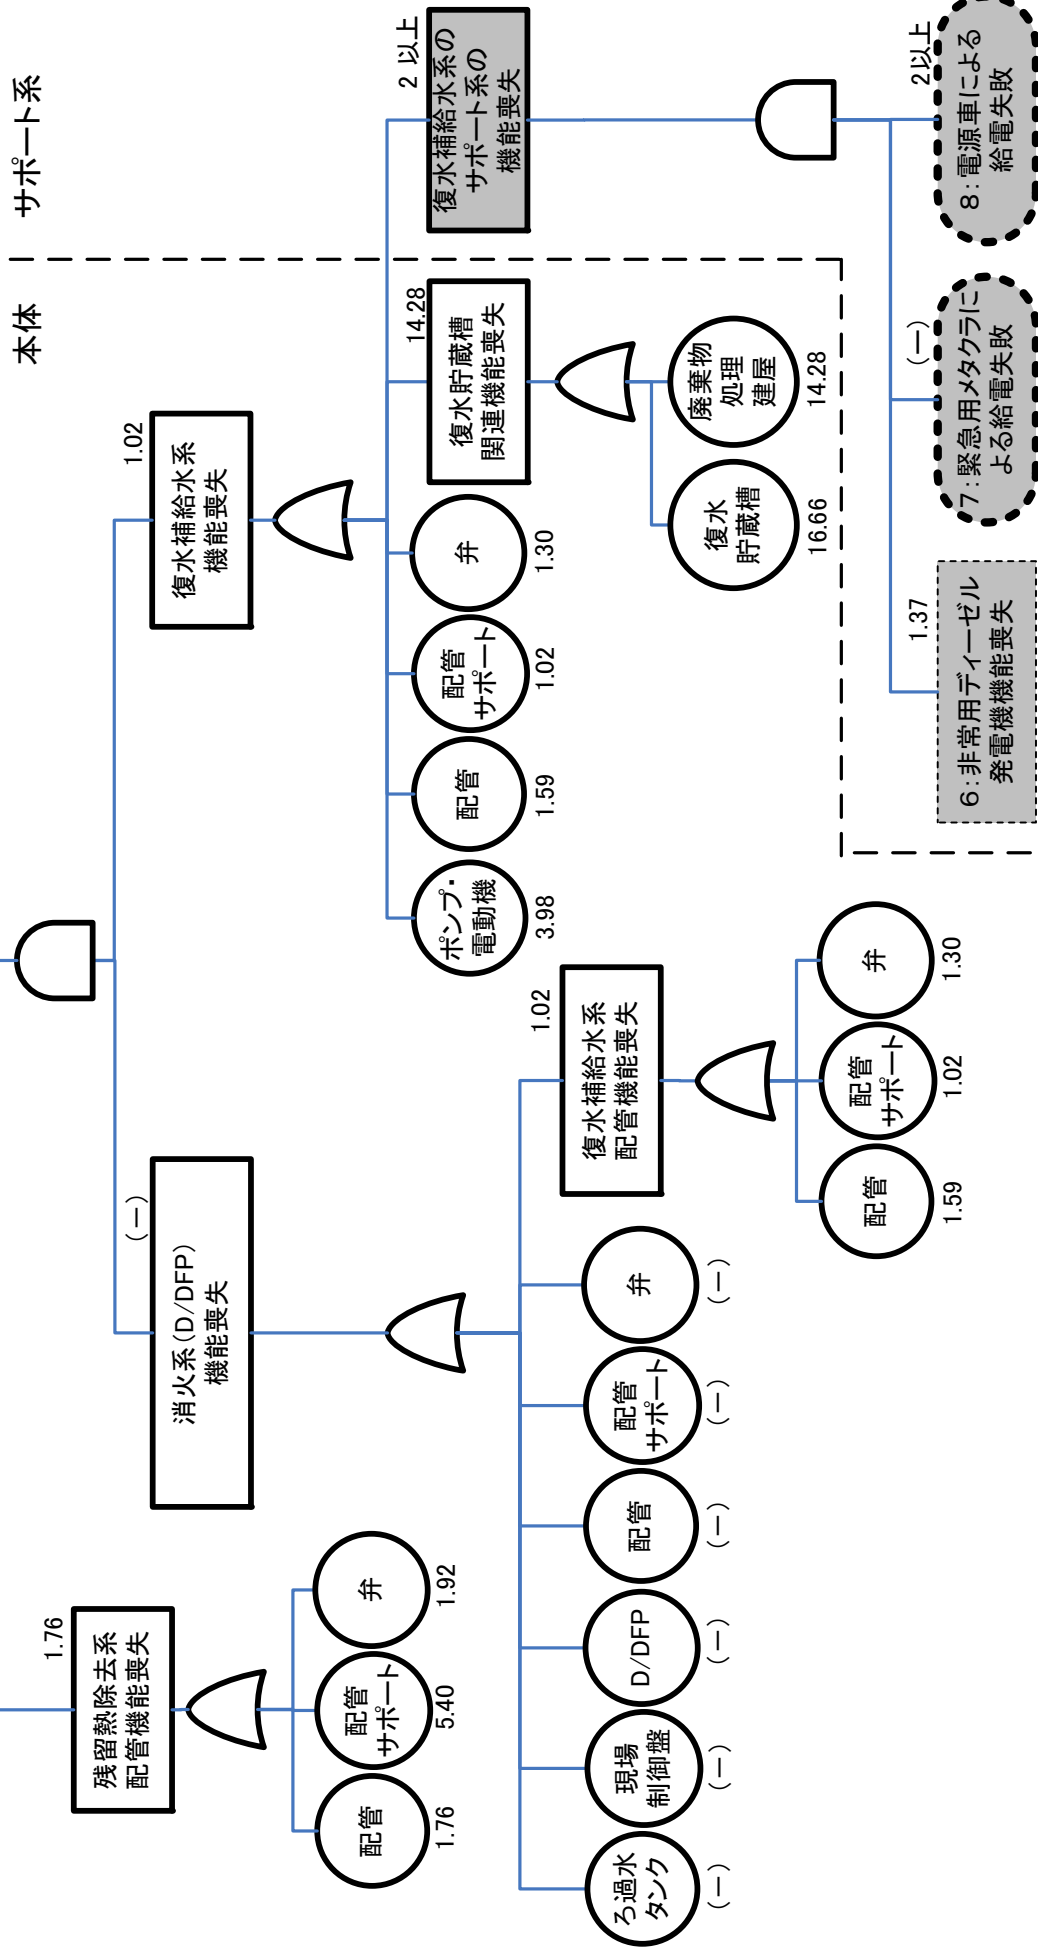 本体
サポート系
1.76
残留熱除去系
配管機能喪失
配管
1.76
配管
サポート
5.40
弁
1.92
(－)
消火系(D/DFP)
機能喪失
ろ過水
タンク
(－)
現場
制御盤
(－)
D/DFP
(－)
配管
(－)
配管
サポート
(－)
弁
(－)
1.02
復水補給水系
配管機能喪失
配管
1.59
配管
サポート
1.02
弁
1.30
1.02
復水補給水系
機能喪失
ポンプ・
電動機
3.98
配管
1.59
配管
サポート
1.02
弁
1.30
14.28
復水貯蔵槽
関連機能喪失
復水
貯蔵槽
16.66
廃棄物
処理
建屋
14.28
2 以上
復水補給水系の
サポート系の
機能喪失
1.37
6:非常用ディーゼル
発電機機能喪失
(－)
7:緊急用メタクラに
よる給電失敗
2以上
8:電源車による
給電失敗